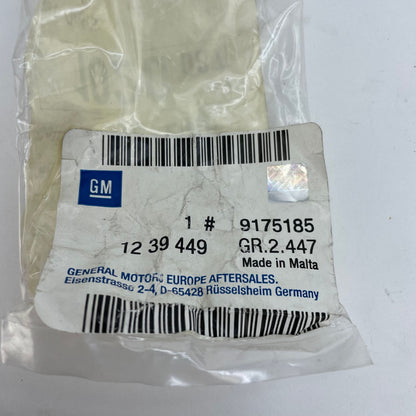 GM
1 # 9175185
12 39 449 GR.2.447
Made in Malta
GENERAL MOTORS EUROPE AFTERSALES.
Eisenstrasse 2-4, D-65428 Rüsselsheim Germany